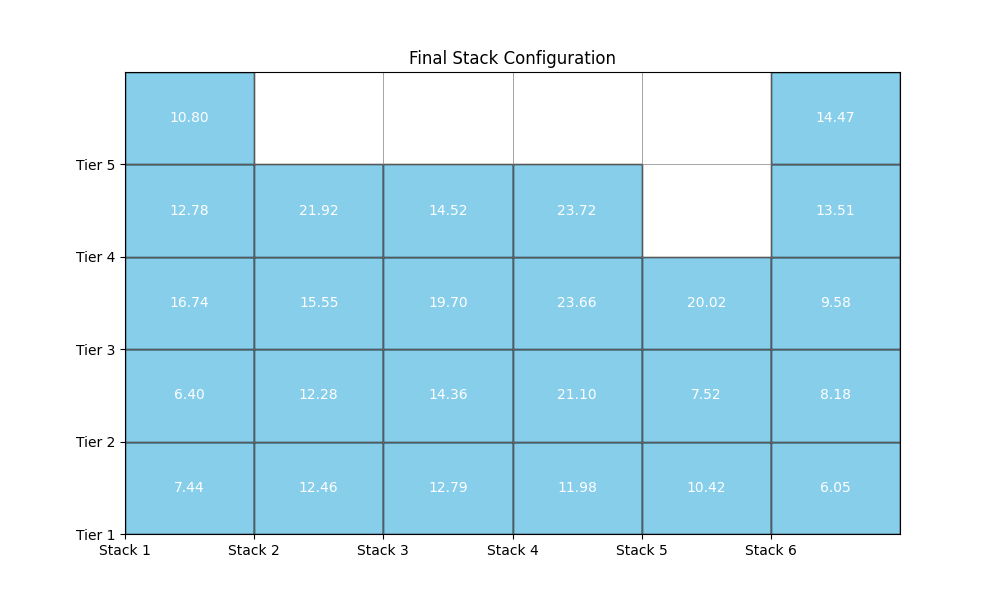 Final Stack Configuration
10.80 14.47
Tier 5
12.78 21.92 14.52 23.72 13.51
Tier 4
16.74 15.55 19.70 23.66 20.02 9.58
Tier 3
6.40 12.28 14.36 21.10 7.52 8.18
Tier 2
7.44 12.46 12.79 11.98 10.42 6.05
Tier 1
Stack 1 Stack 2 Stack 3 Stack 4 Stack 5 Stack 6